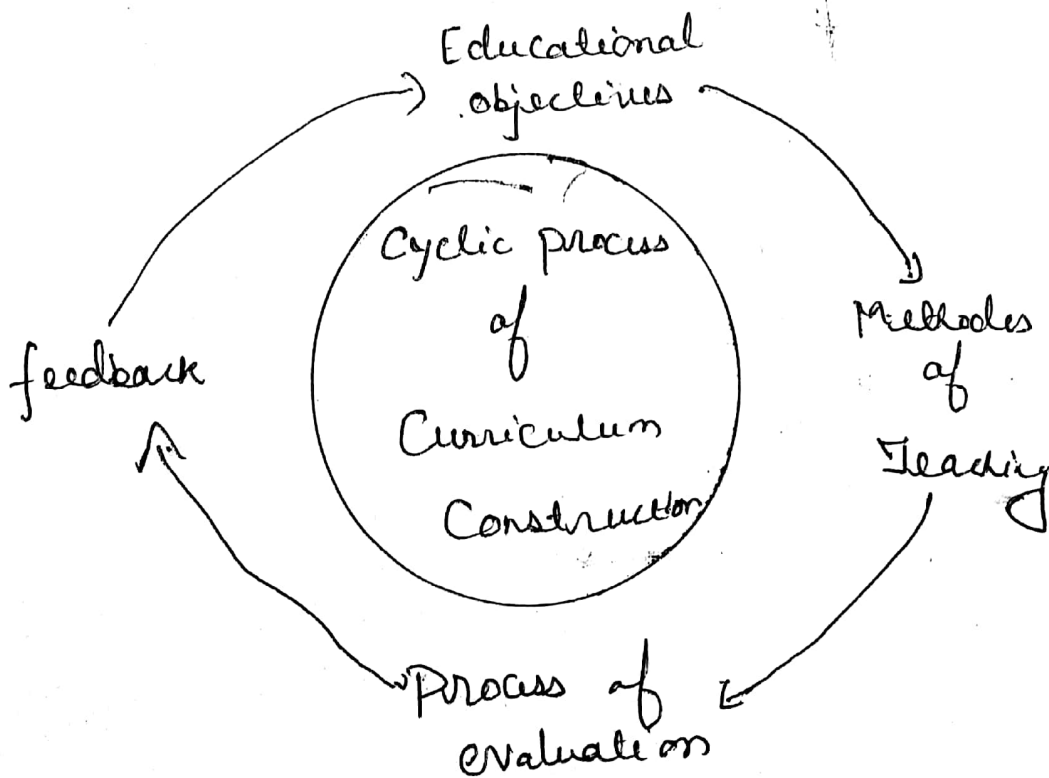 Educational
objectives
Cyclic process
of
Curriculum
Construction
Methodes
of
Teaching
feedback
Process of
evaluation